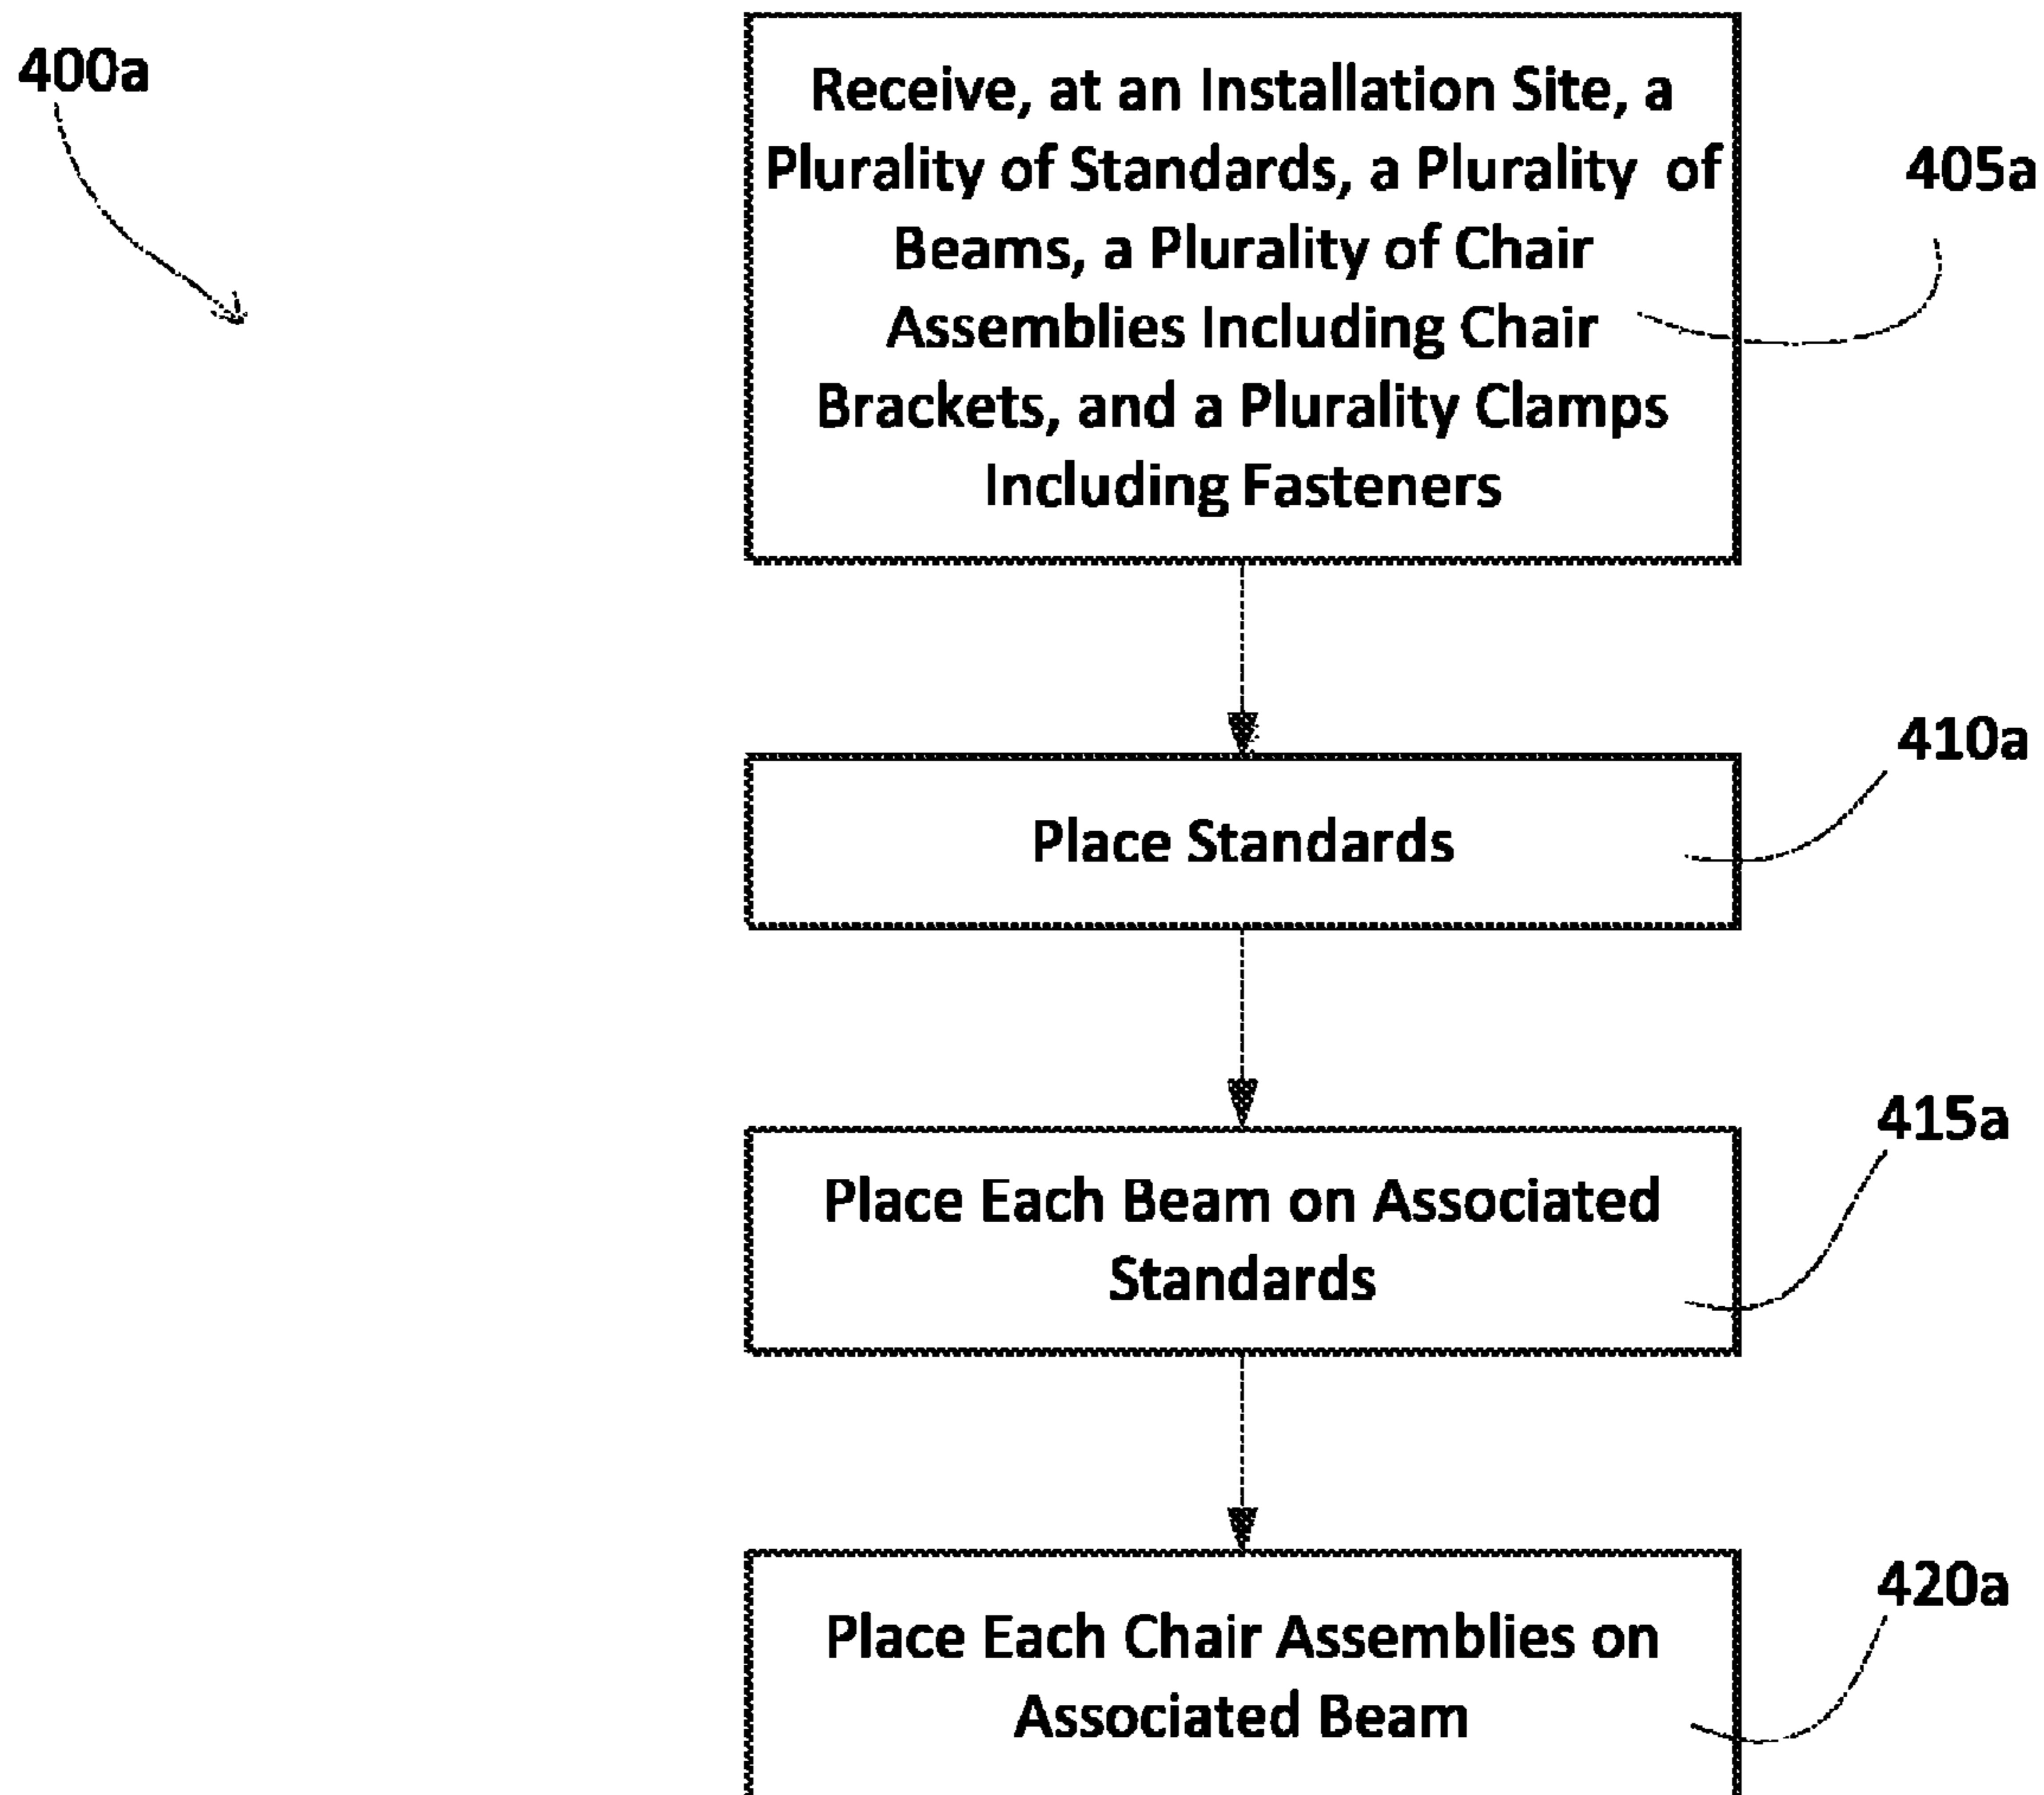 400a
Receive, at an Installation Site, a
Plurality of Standards, a Plurality of
Beams, a Plurality of Chair
Assemblies Including Chair
Brackets, and a Plurality Clamps
Including Fasteners
405a
410a
Place Standards
415a
Place Each Beam on Associated
Standards
420a
Place Each Chair Assemblies on
Associated Beam